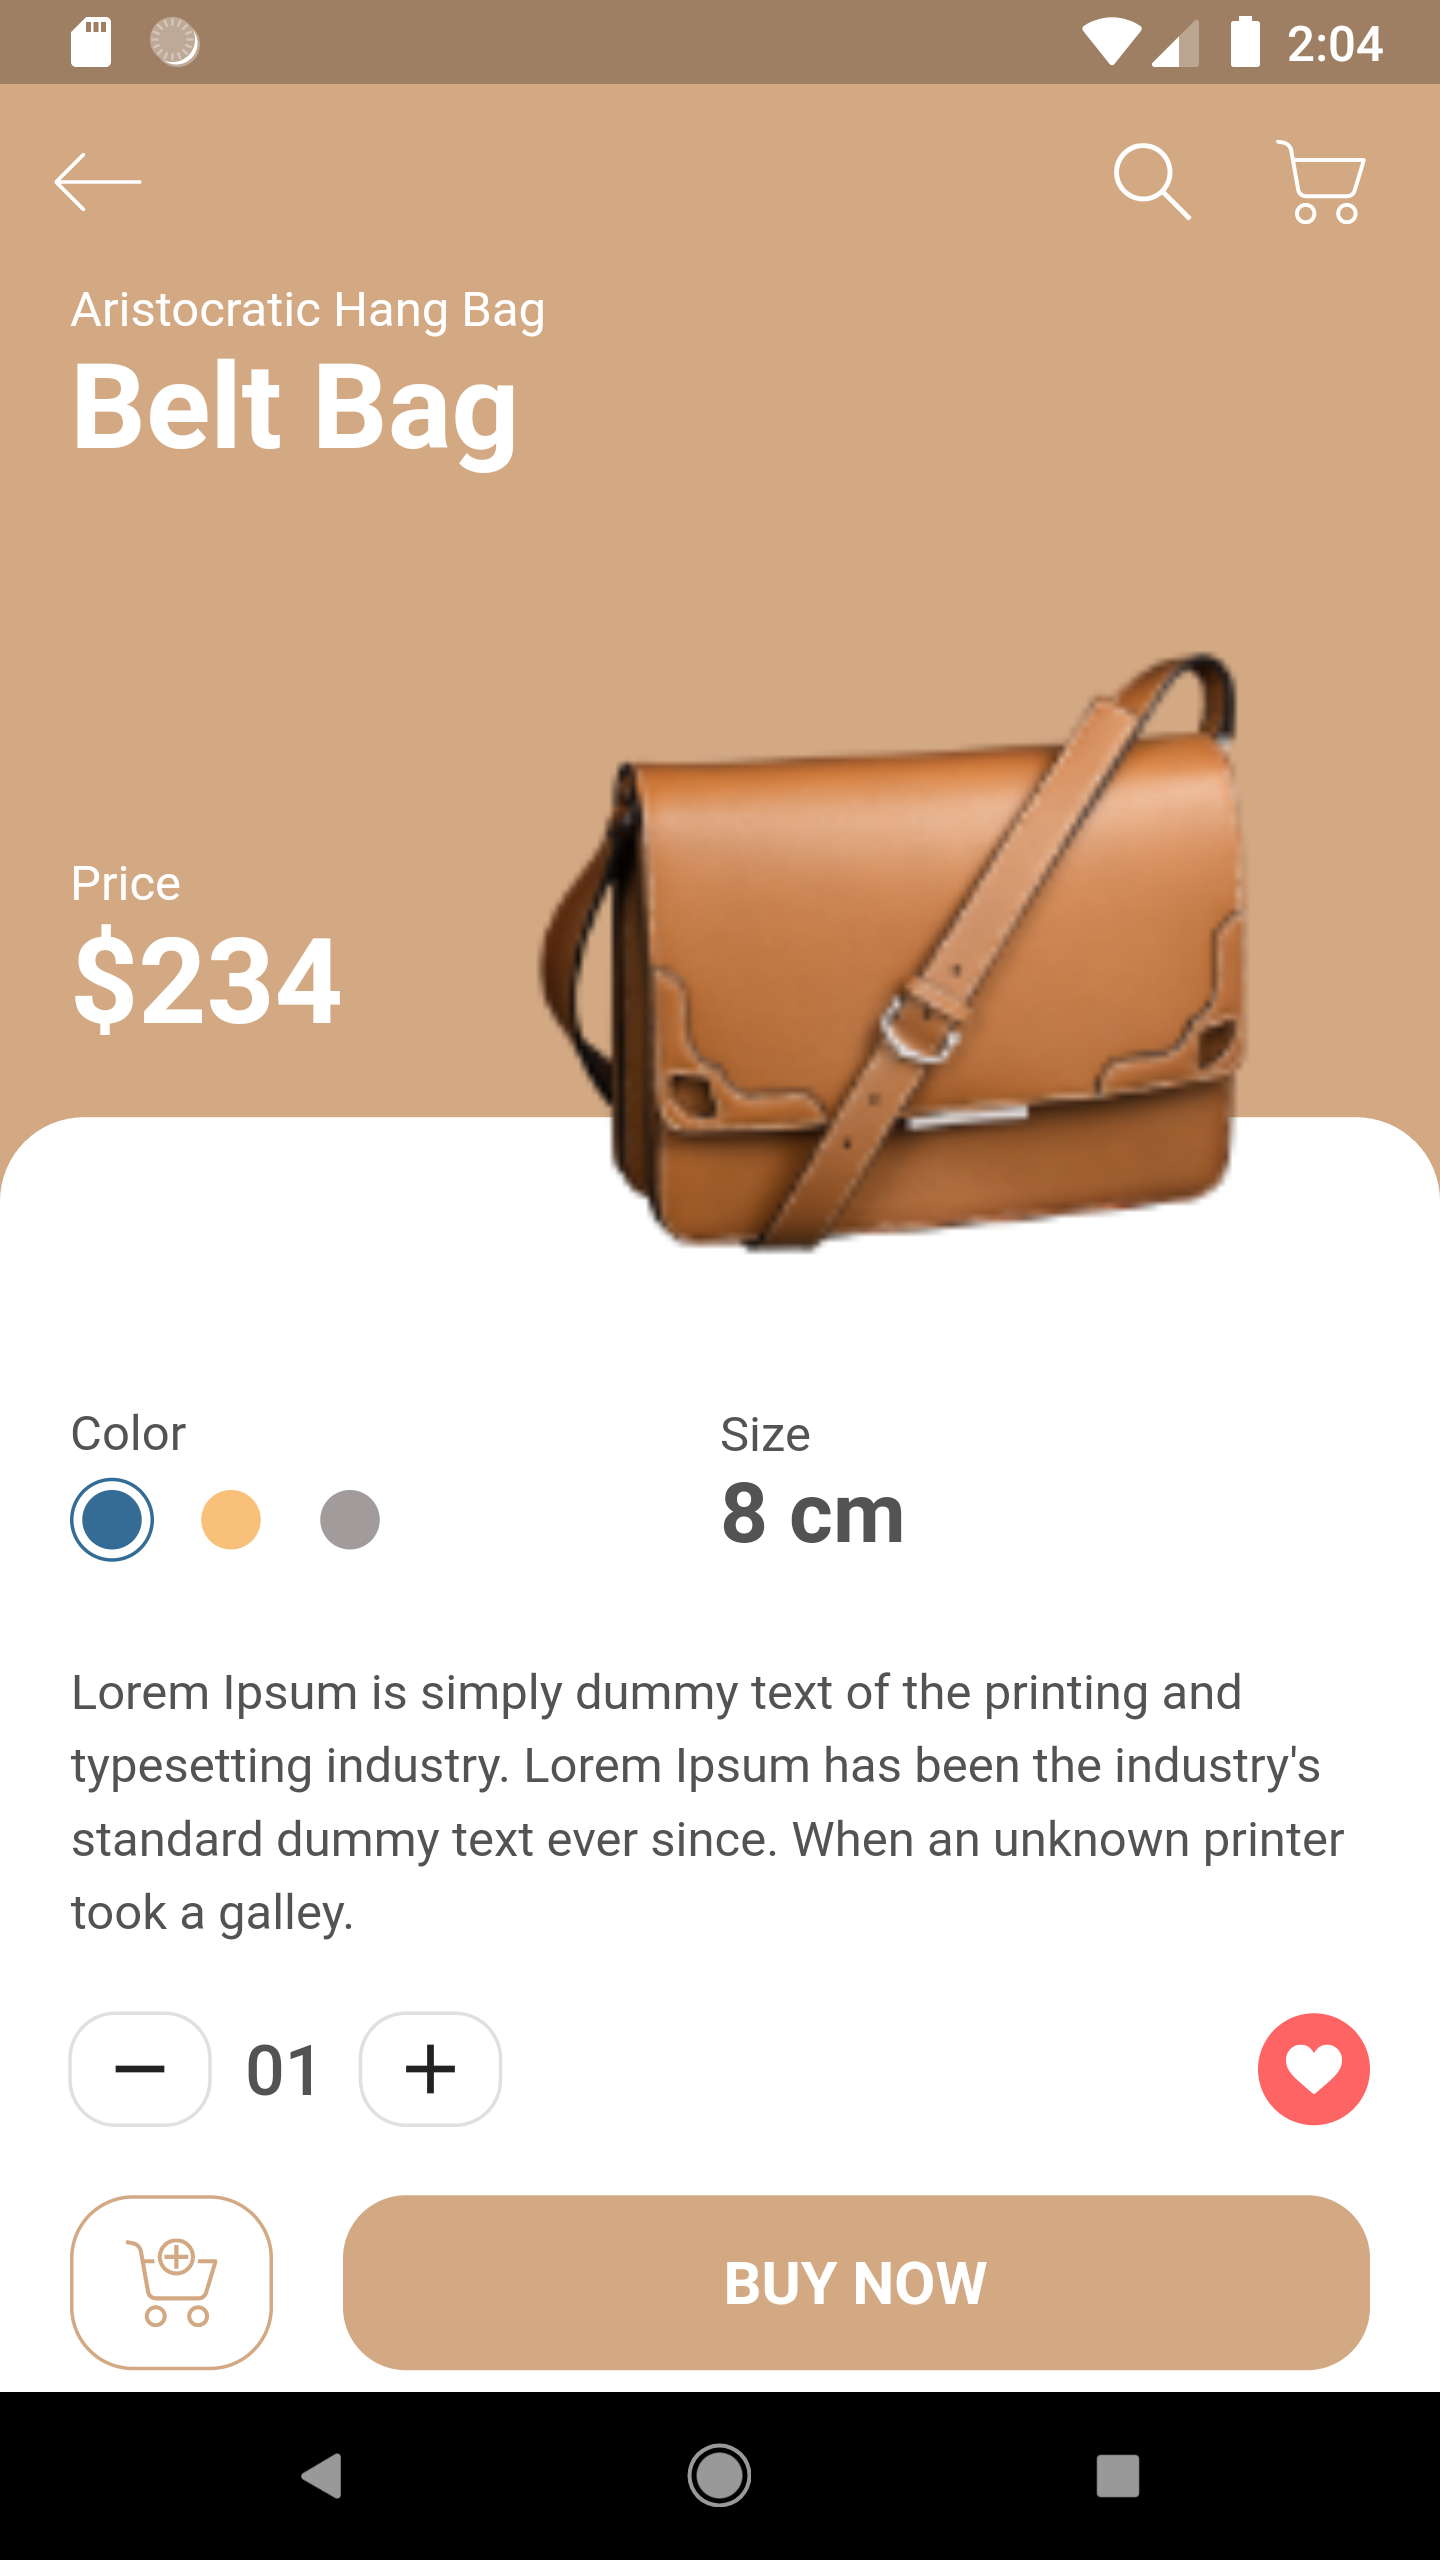 2:04
Aristocratic Hang Bag
Belt Bag
Price
$234
Color
Size
8 cm
Lorem Ipsum is simply dummy text of the printing and
typesetting industry. Lorem Ipsum has been the industry's
standard dummy text ever since. When an unknown printer
took a galley.
01
BUY NOW